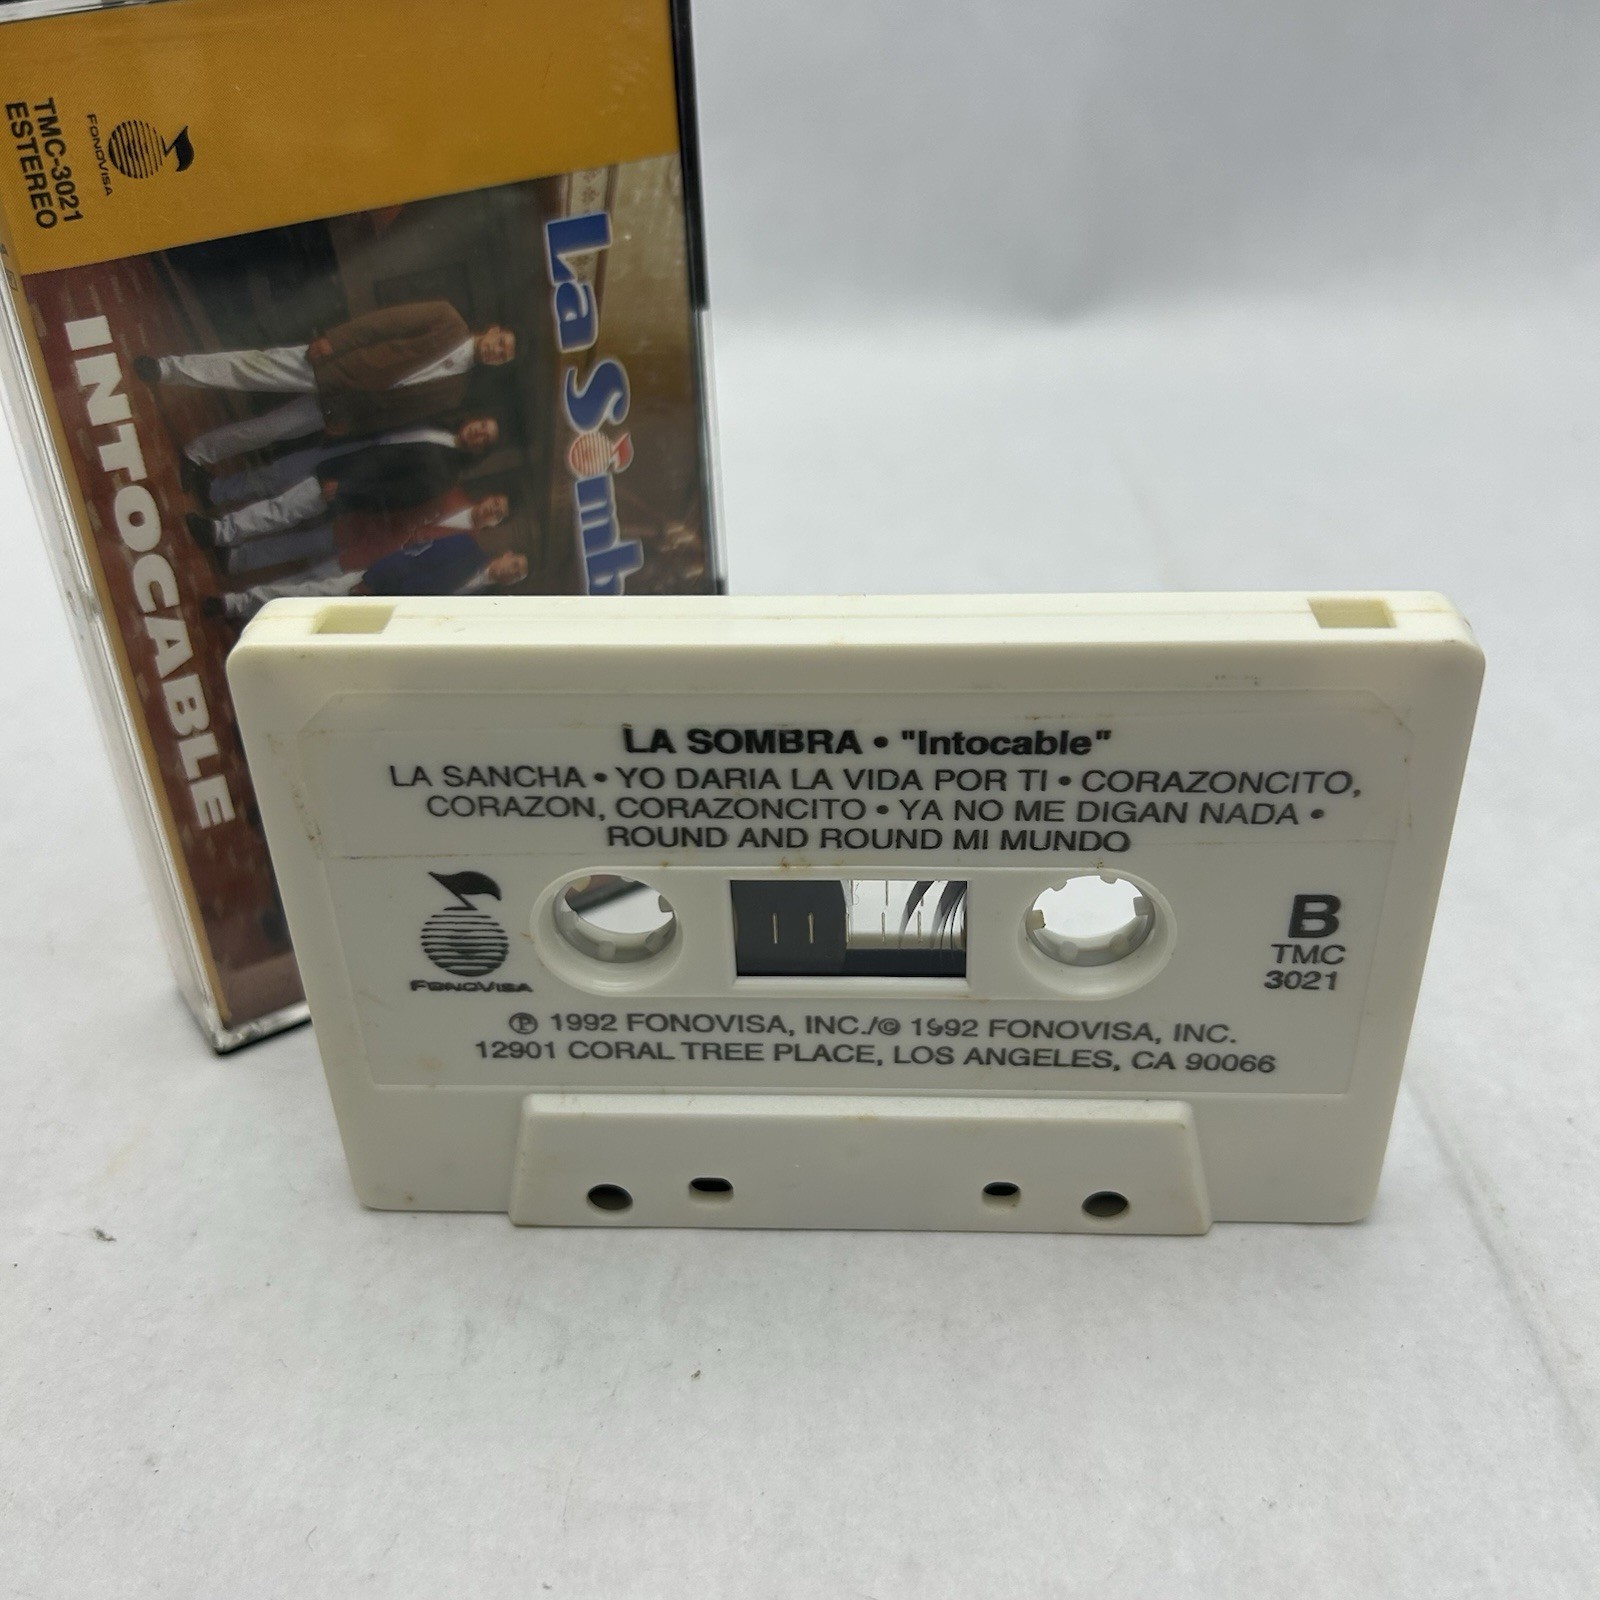 FONOVISA
TMC-3021
ESTEREO
La Somb
INTOCABLE
LA SOMBRA • "Intocable"
LA SANCHA • YO DARIA LA VIDA POR TI • CORAZONCITO,
CORAZON, CORAZONCITO • YA NO ME DIGAN NADA •
ROUND AND ROUND MI MUNDO
FONOVISA
B
TMC
3021
℗ 1992 FONOVISA, INC./© 1992 FONOVISA, INC.
12901 CORAL TREE PLACE, LOS ANGELES, CA 90066